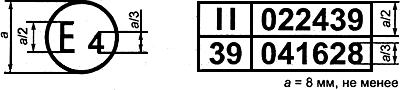 a
a/2
E 4
a/3
II 022439
a/2
39 041628
a/3
a = 8 мм, не менее